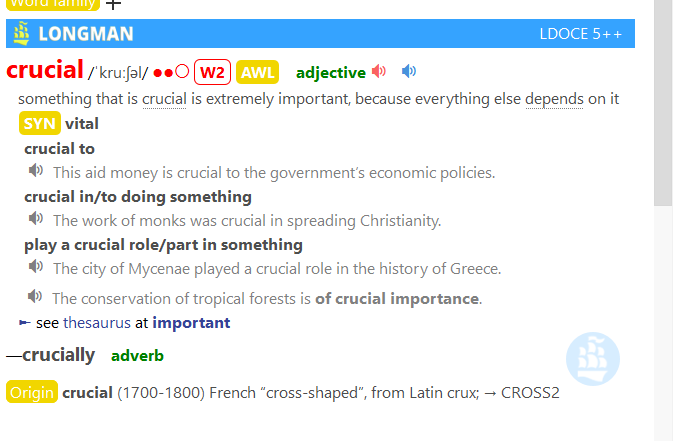 Word family +
LONGMAN LDOCE 5++
crucial /ˈkruːʃəl/ ●●○ W2 AWL adjective
something that is crucial is extremely important, because everything else depends on it
SYN vital
crucial to
This aid money is crucial to the government’s economic policies.
crucial in/to doing something
The work of monks was crucial in spreading Christianity.
play a crucial role/part in something
The city of Mycenae played a crucial role in the history of Greece.
The conservation of tropical forests is of crucial importance.
► see thesaurus at important
—crucially adverb
Origin crucial (1700-1800) French “cross-shaped”, from Latin crux; → CROSS2